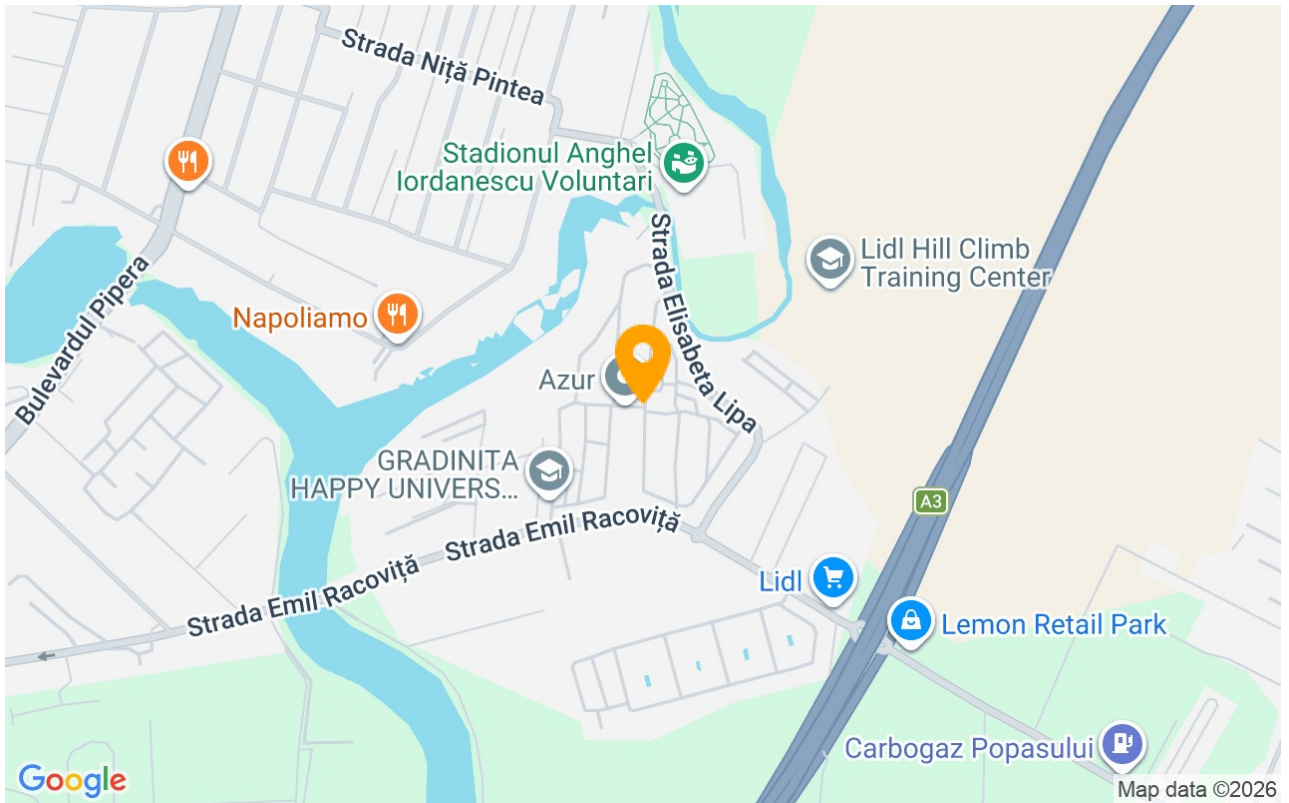 Strada Niță Pintea
Stadionul Anghel
Iordanescu Voluntari
Strada Elisabeta Lipa
Lidl Hill Climb
Training Center
Bulevardul Pipera
Napoliamo
Azur
GRADINITA
HAPPY UNIVERS...
A3
Strada Emil Racoviță
Strada Emil Racoviță
Lidl
Lemon Retail Park
Carbogaz Popasului
Google
Map data ©2026